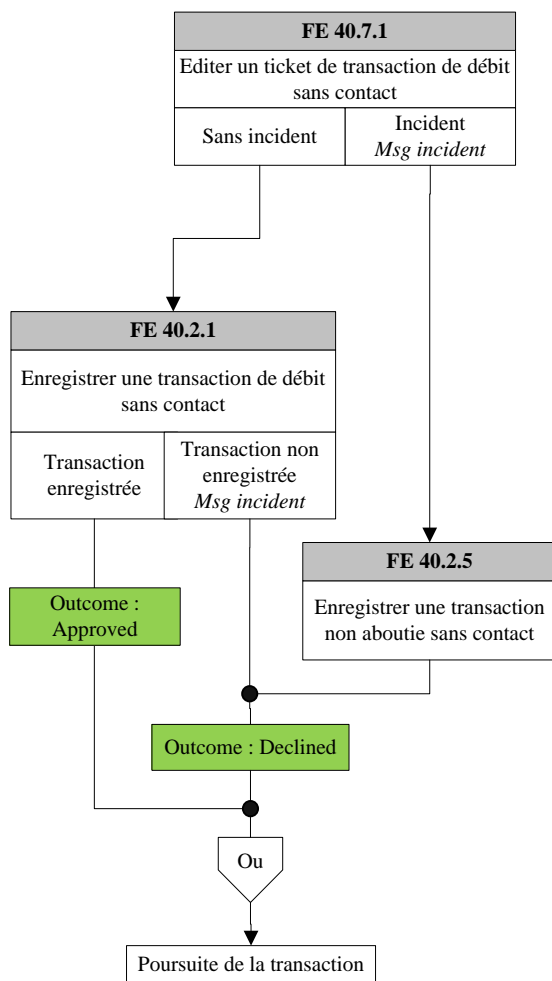 FE 40.7.1
Editer un ticket de transaction de débit
sans contact
Sans incident
Incident
Msg incident
FE 40.2.1
Enregistrer une transaction de débit
sans contact
Transaction
enregistrée
Transaction non
enregistrée
Msg incident
FE 40.2.5
Enregistrer une transaction
non aboutie sans contact
Outcome :
Approved
Outcome : Declined
Ou
Poursuite de la transaction